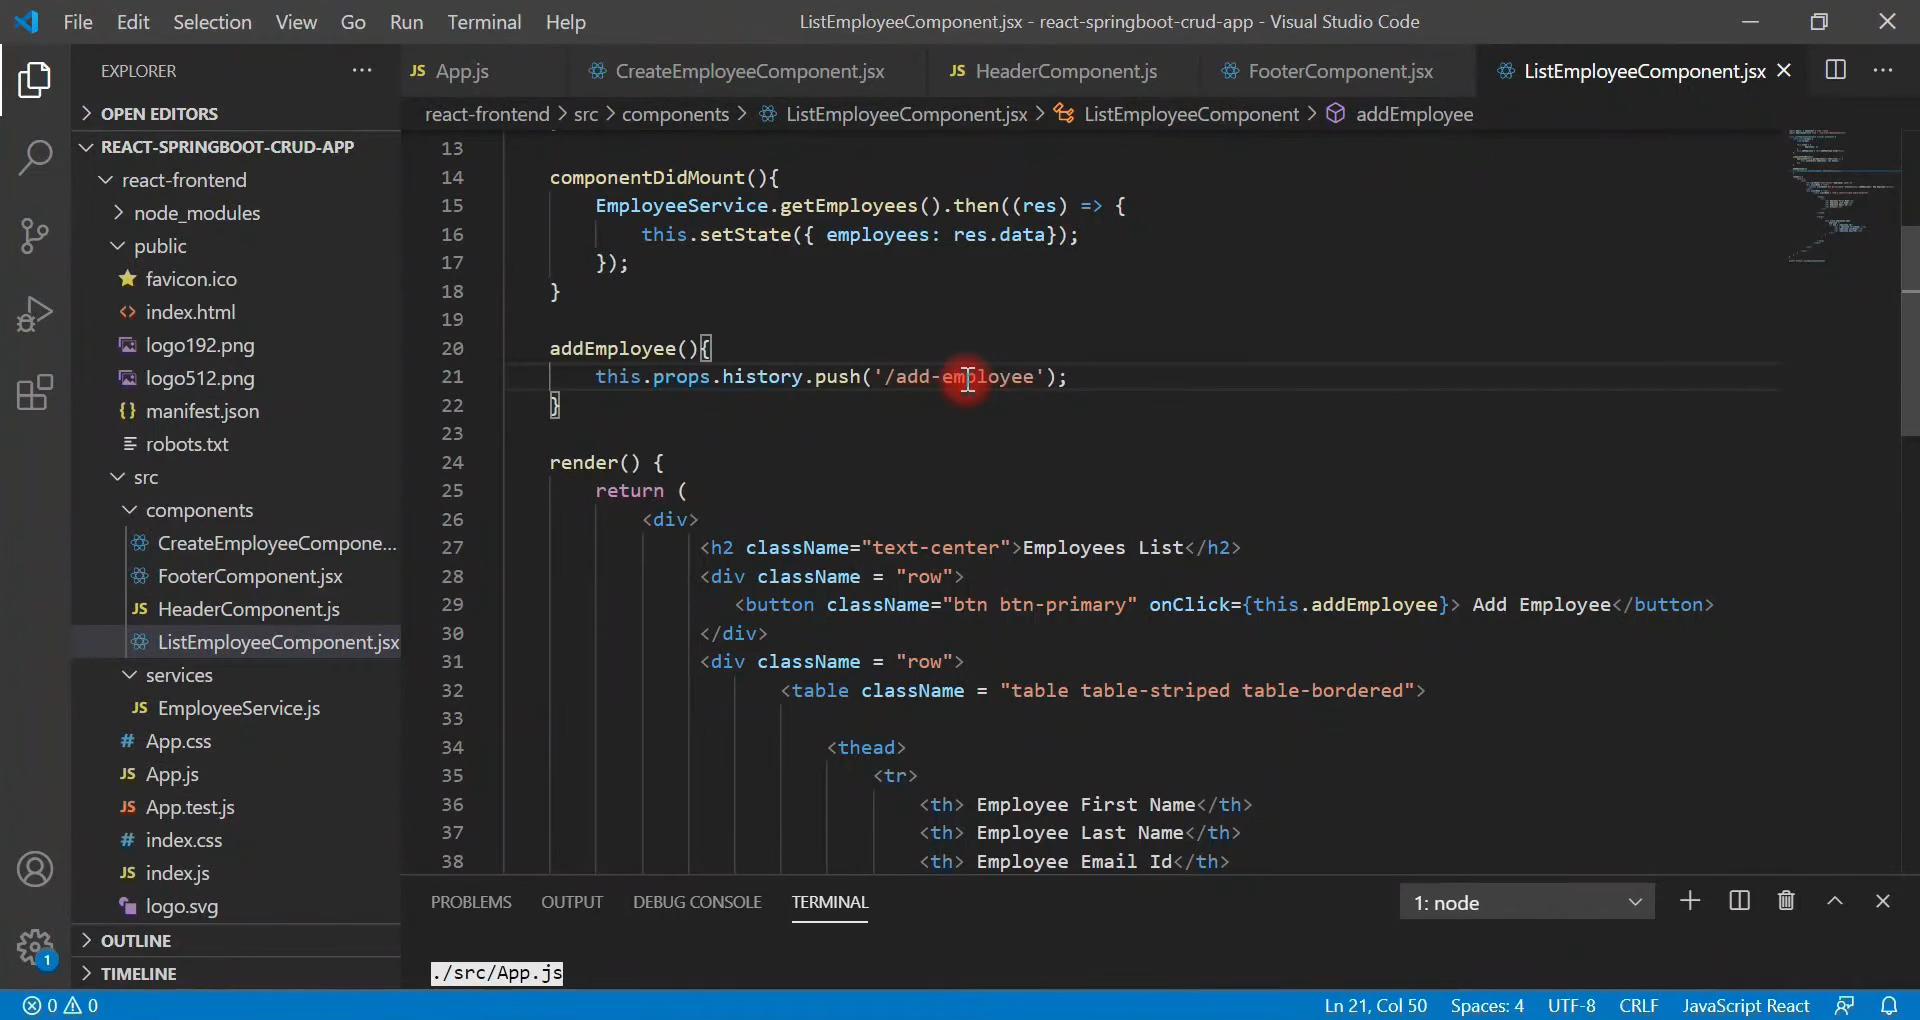 File Edit Selection View Go Run Terminal Help
ListEmployeeComponent.jsx - react-springboot-crud-app - Visual Studio Code
EXPLORER
OPEN EDITORS
REACT-SPRINGBOOT-CRUD-APP
react-frontend
node_modules
public
favicon.ico
index.html
logo192.png
logo512.png
manifest.json
robots.txt
src
components
CreateEmployeeCompone...
FooterComponent.jsx
JS HeaderComponent.js
ListEmployeeComponent.jsx
services
JS EmployeeService.js
# App.css
JS App.js
JS App.test.js
# index.css
JS index.js
logo.svg
OUTLINE
TIMELINE
1
JS App.js
CreateEmployeeComponent.jsx
JS HeaderComponent.js
FooterComponent.jsx
ListEmployeeComponent.jsx
react-frontend > src > components > ListEmployeeComponent.jsx > ListEmployeeComponent > addEmployee
13
14 componentDidMount(){
15 EmployeeService.getEmployees().then((res) => {
16 this.setState({ employees: res.data});
17 });
18 }
19
20 addEmployee(){
21 this.props.history.push('/add-employee');
22 }
23
24 render() {
25 return (
26 <div>
27 <h2 className="text-center">Employees List</h2>
28 <div className = "row">
29 <button className="btn btn-primary" onClick={this.addEmployee}> Add Employee</button>
30 </div>
31 <div className = "row">
32 <table className = "table table-striped table-bordered">
33
34 <thead>
35 <tr>
36 <th> Employee First Name</th>
37 <th> Employee Last Name</th>
38 <th> Employee Email Id</th>
PROBLEMS OUTPUT DEBUG CONSOLE TERMINAL
1: node
./src/App.js
0 0
Ln 21, Col 50 Spaces: 4 UTF-8 CRLF JavaScript React